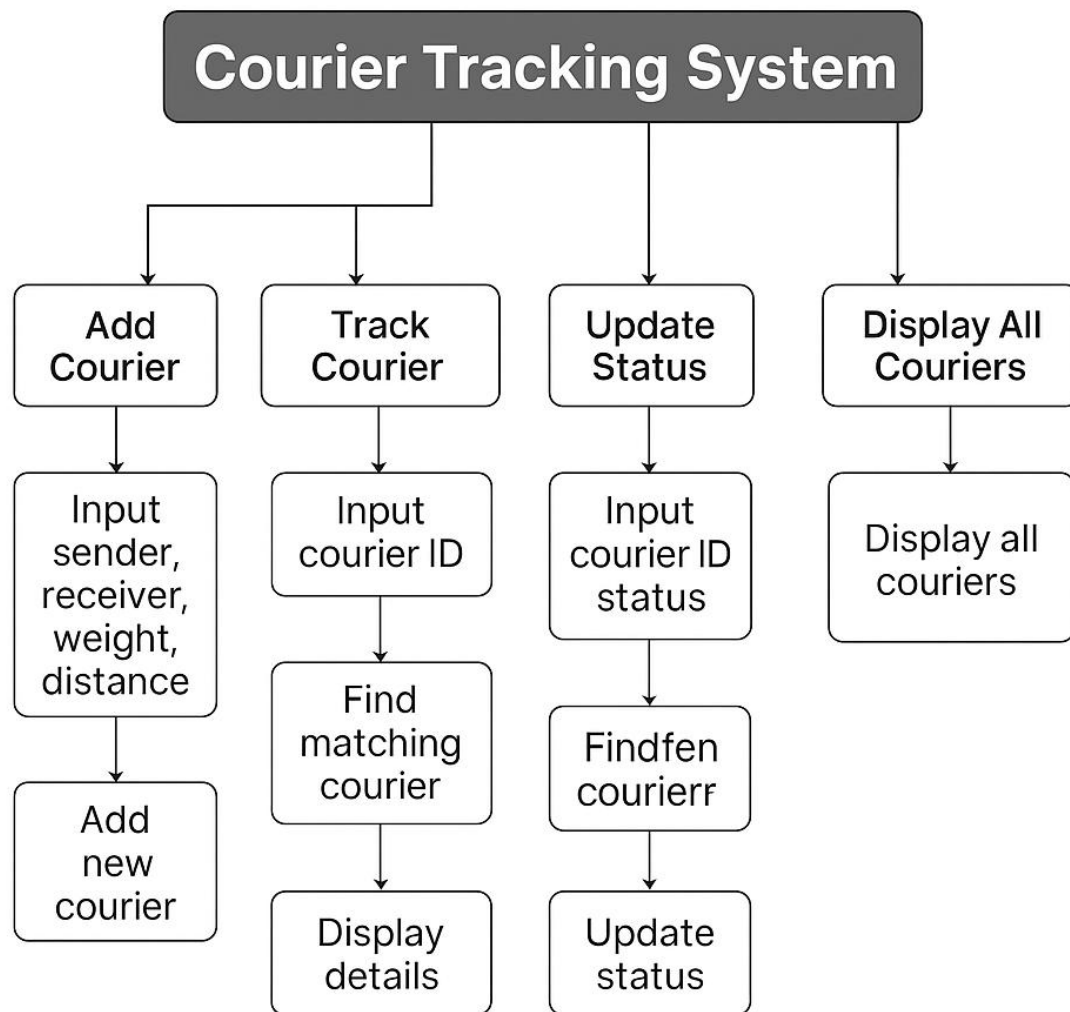 Courier Tracking System
Add
Courier
Track
Courier
Update
Status
Display All
Couriers
Input
sender,
receiver,
weight,
distance
Input
courier ID
Input
courier ID
status
Display all
couriers
Find
matching
courier
Findfen
courierr
Add
new
courier
Display
details
Update
status